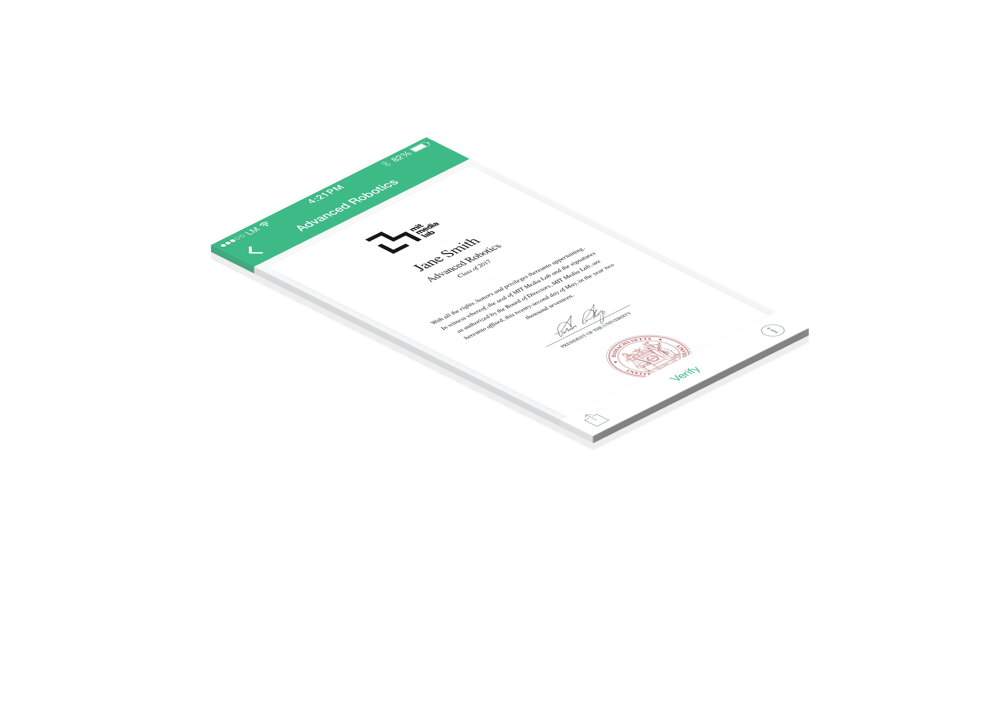 LM 4:21 PM 82%
Advanced Robotics
mit
media
lab
Jane Smith
Advanced Robotics
Class of 2017
With all the rights, honors and privileges thereunto appertaining.
In witness whereof, the seal of MIT Media Lab and the signatures
as authorized by the Board of Directors, MIT Media Lab, are
hereunto affixed, this twenty-second day of May, in the year two
thousand seventeen.
PRESIDENT OF THE UNIVERSITY
MASSACHUSETTS
INSTIT
OLOGY
Verify
i